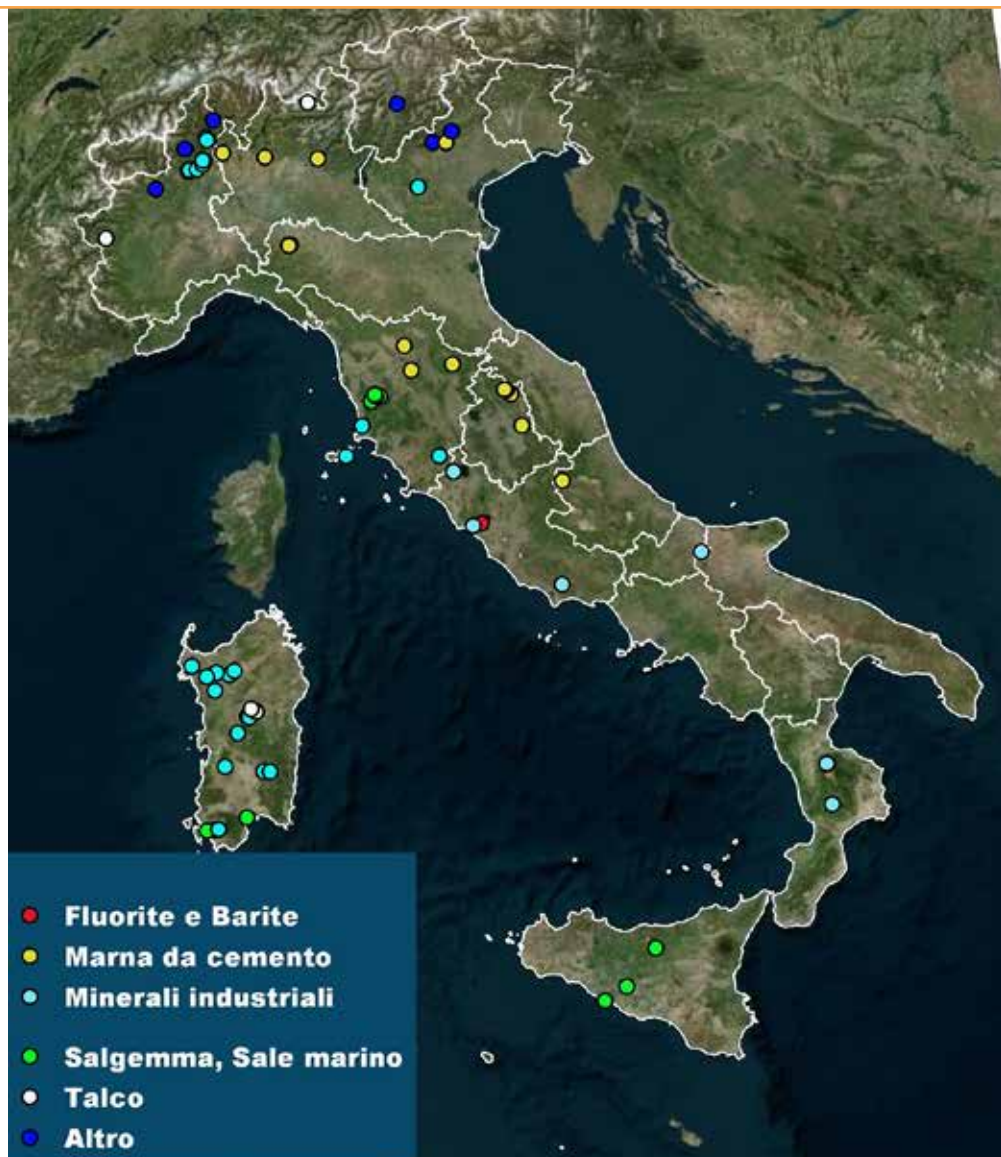 Fluorite e Barite
Marna da cemento
Minerali industriali
Salgemma, Sale marino
Talco
Altro